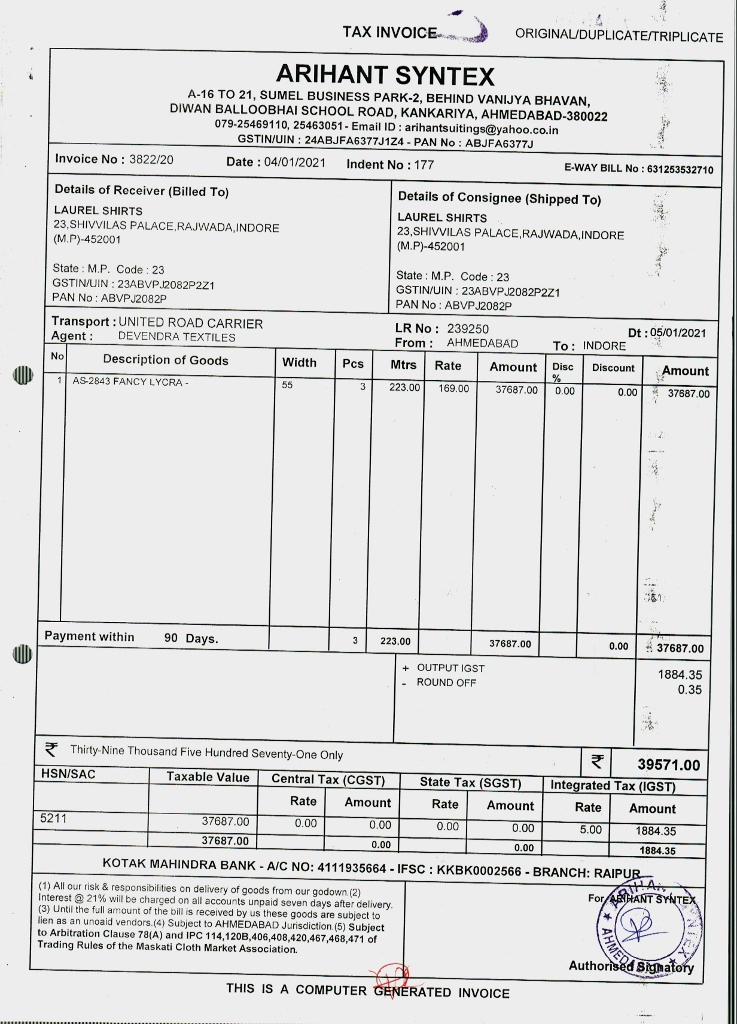 TAX INVOICE
ORIGINAL/DUPLICATE/TRIPLICATE
ARIHANT SYNTEX
A-16 TO 21, SUMEL BUSINESS PARK-2, BEHIND VANIJYA BHAVAN,
DIWAN BALLOOBHAI SCHOOL ROAD, KANKARIYA, AHMEDABAD-380022
079-25469110, 25463051 - Email ID : arihantsuitings@yahoo.co.in
GSTIN/UIN : 24ABJFA6377J1Z4 - PAN No : ABJFA6377J
Invoice No : 3822/20 Date : 04/01/2021 Indent No : 177 E-WAY BILL No : 631253532710
Details of Receiver (Billed To)
LAUREL SHIRTS
23,SHIVVILAS PALACE,RAJWADA,INDORE
(M.P)-452001
State : M.P. Code : 23
GSTIN/UIN : 23ABVPJ2082P2Z1
PAN No : ABVPJ2082P
Details of Consignee (Shipped To)
LAUREL SHIRTS
23,SHIVVILAS PALACE,RAJWADA,INDORE
(M.P)-452001
State : M.P. Code : 23
GSTIN/UIN : 23ABVPJ2082P2Z1
PAN No : ABVPJ2082P
Transport : UNITED ROAD CARRIER LR No : 239250 Dt : 05/01/2021
Agent : DEVENDRA TEXTILES From : AHMEDABAD To : INDORE
No Description of Goods Width Pcs Mtrs Rate Amount Disc % Discount Amount
1 AS-2843 FANCY LYCRA - 55 3 223.00 169.00 37687.00 0.00 0.00 37687.00
Payment within 90 Days. 3 223.00 37687.00 0.00 37687.00
+ OUTPUT IGST 1884.35
- ROUND OFF 0.35
₹ Thirty-Nine Thousand Five Hundred Seventy-One Only ₹ 39571.00
HSN/SAC Taxable Value Central Tax (CGST) State Tax (SGST) Integrated Tax (IGST)
Rate Amount Rate Amount Rate Amount
5211 37687.00 0.00 0.00 0.00 0.00 5.00 1884.35
37687.00 0.00 0.00 1884.35
KOTAK MAHINDRA BANK - A/C NO: 4111935664 - IFSC : KKBK0002566 - BRANCH: RAIPUR
(1) All our risk & responsibilities on delivery of goods from our godown.(2)
Interest @ 21% will be charged on all accounts unpaid seven days after delivery.
(3) Until the full amount of the bill is received by us these goods are subject to
lien as an unoaid vendors.(4) Subject to AHMEDABAD Jurisdiction.(5) Subject
to Arbitration Clause 78(A) and IPC 114,120B,406,408,420,467,468,471 of
Trading Rules of the Maskati Cloth Market Association.
For ARIHANT SYNTEX
ARIHANT SYNTEX
AHMEDABAD
Authorised Signatory
THIS IS A COMPUTER GENERATED INVOICE